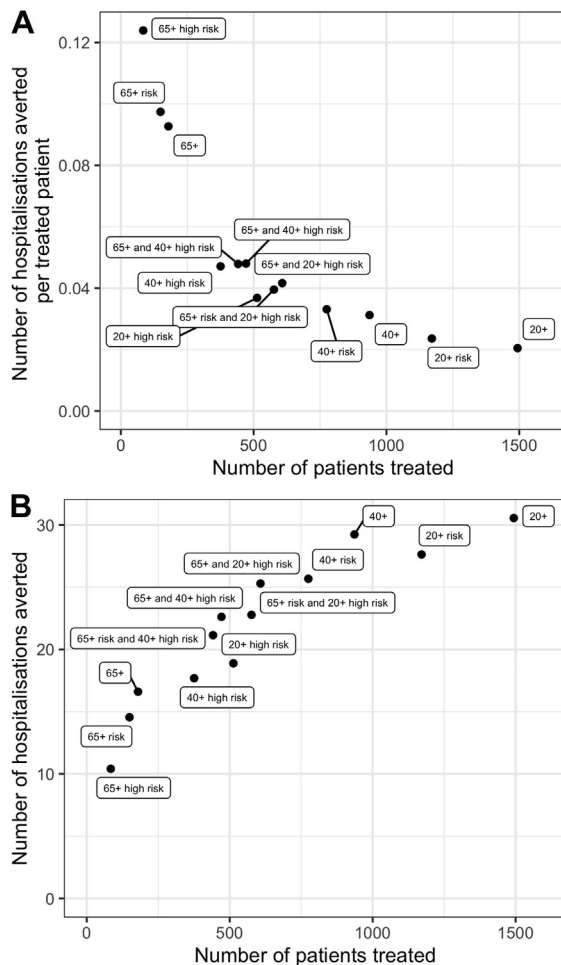 A
0.12
0.08
0.04
0.00
Number of hospitalisations averted
per treated patient
65+ high risk
65+ risk
65+
65+ and 40+ high risk
65+ and 40+ high risk
40+ high risk
65+ and 20+ high risk
65+ risk and 20+ high risk
20+ high risk
40+ risk
40+
20+ risk
20+
0
500
1000
1500
Number of patients treated
B
30
20
10
0
Number of hospitalisations averted
40+
20+
20+ risk
65+ and 20+ high risk
40+ risk
65+ and 40+ high risk
65+ risk and 20+ high risk
65+ risk and 40+ high risk
20+ high risk
65+
40+ high risk
65+ risk
65+ high risk
0
500
1000
1500
Number of patients treated